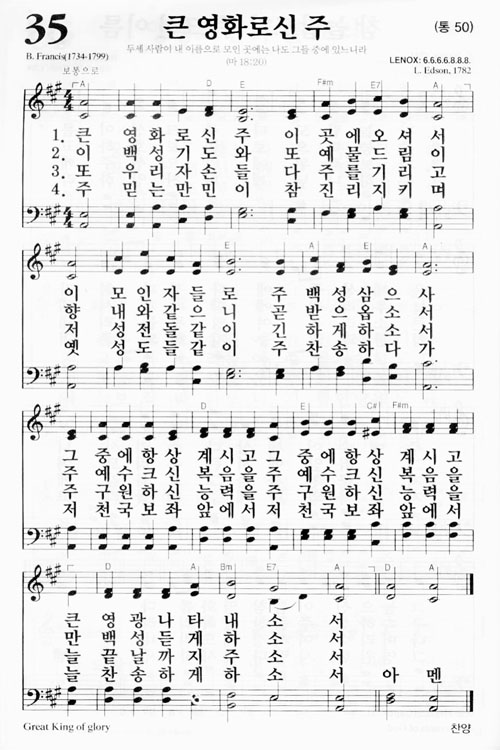 35
큰 영화로신 주
(통 50)
두세 사람이 내 이름으로 모인 곳에는 나도 그들 중에 있느니라
(마 18:20)
B. Francis(1734-1799)
LENOX: 6.6.6.6.8.8.8.
보통으로
L. Edson, 1782
A D E A E F#m E E7 A
1. 큰 영 화 로 신 주 이 곳 에 오 셔 서
2. 이 백 성 기 도 와 또 예 물 드 림 이
3. 또 우 리 자 손 들 또 주 를 기 리 고
4. 주 믿 는 만 민 이 참 진 리 지 키 며
D E A E E7 A
이 모 인 자 들 로 주 백 성 삼 으 사
향 내 와 같 으 니 곧 받 으 옵 소 서
저 성 전 돌 같 이 긴 하 게 하 소 서
옛 성 도 들 같 이 주 찬 송 하 다 가
D E A E C# F#m
그 중 에 항 상 계 시 고 그 중 에 항 상 계 시 고
주 예 수 크 신 복 음 을 주 예 수 크 신 복 음 을
주 구 원 하 신 능 력 을 주 구 원 하 신 능 력 을
저 천 국 보 좌 앞 에 서 저 천 국 보 좌 앞 에 서
D A Bm E7 A D A
큰 영 광 나 타 내 소 서
만 백 성 듣 게 하 소 서
늘 끝 날 까 지 주 소 서
늘 찬 송 하 게 하 소 서 아 멘
Great King of glory
찬양